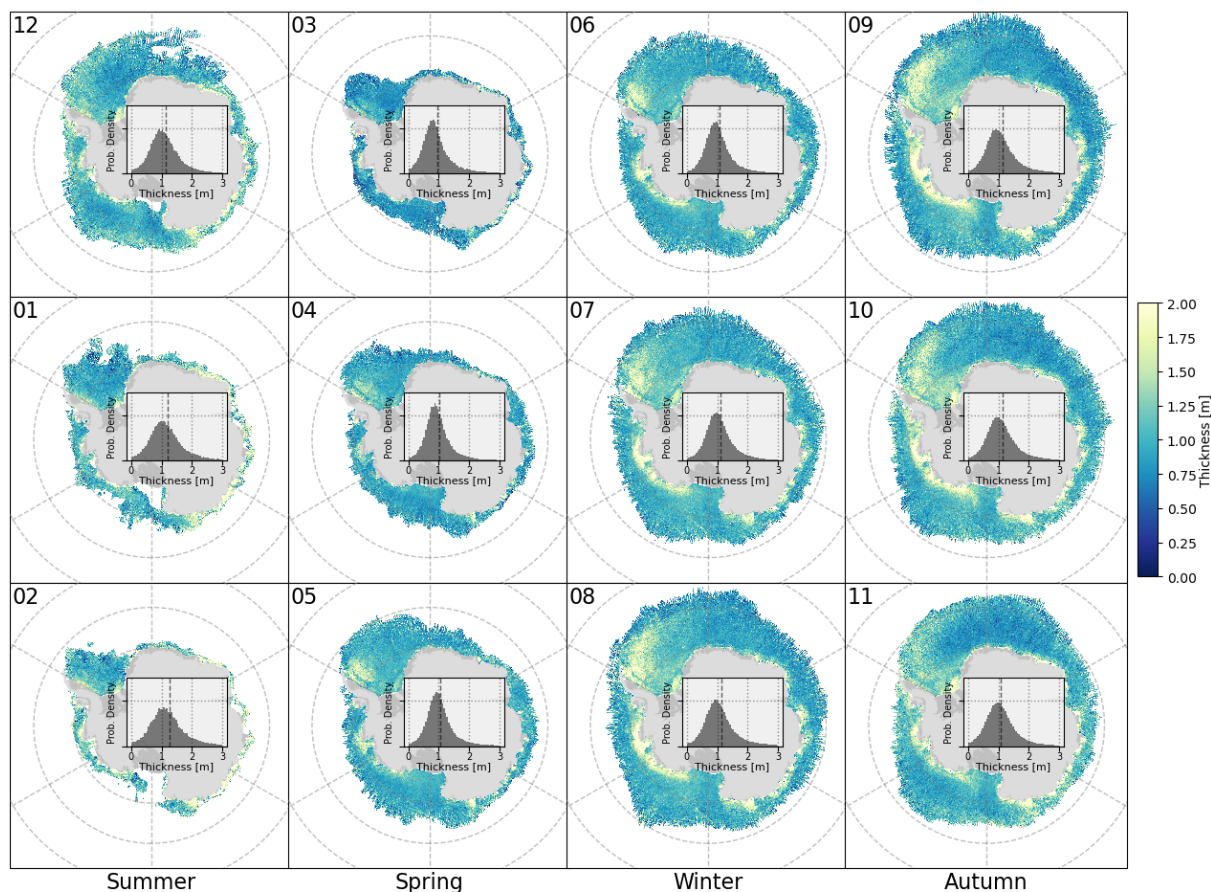 12
03
06
09
Prob. Density
Prob. Density
Prob. Density
Prob. Density
0 1 2 3
0 1 2 3
0 1 2 3
0 1 2 3
Thickness [m]
Thickness [m]
Thickness [m]
Thickness [m]
01
04
07
10
Prob. Density
Prob. Density
Prob. Density
Prob. Density
0 1 2 3
0 1 2 3
0 1 2 3
0 1 2 3
Thickness [m]
Thickness [m]
Thickness [m]
Thickness [m]
02
05
08
11
Prob. Density
Prob. Density
Prob. Density
Prob. Density
0 1 2 3
0 1 2 3
0 1 2 3
0 1 2 3
Thickness [m]
Thickness [m]
Thickness [m]
Thickness [m]
Summer
Spring
Winter
Autumn
2.00
1.75
1.50
1.25
1.00
0.75
0.50
0.25
0.00
Thickness [m]